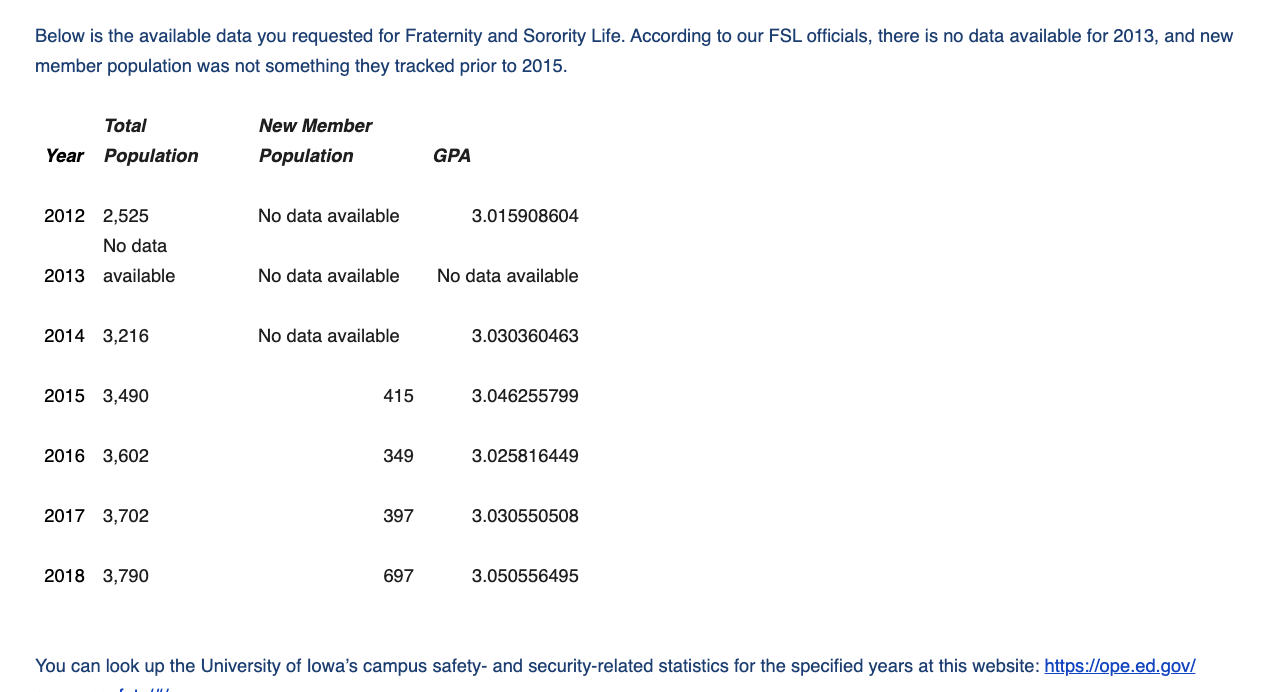 Below is the available data you requested for Fraternity and Sorority Life. According to our FSL officials, there is no data available for 2013, and new
member population was not something they tracked prior to 2015.
Total New Member
Year Population Population GPA
2012 2,525 No data available 3.015908604
No data
2013 available No data available No data available
2014 3,216 No data available 3.030360463
2015 3,490 415 3.046255799
2016 3,602 349 3.025816449
2017 3,702 397 3.030550508
2018 3,790 697 3.050556495
You can look up the University of Iowa’s campus safety- and security-related statistics for the specified years at this website: https://ope.ed.gov/